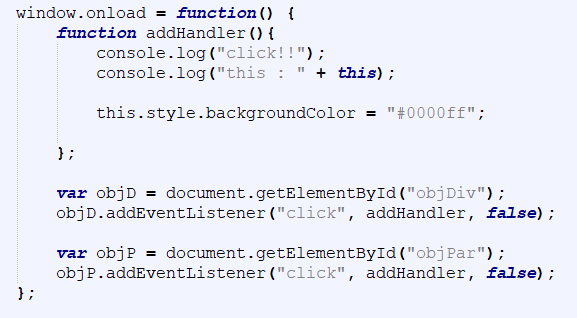 window.onload = function() {
    function addHandler(){
        console.log("click!!");
        console.log("this : " + this);
        this.style.backgroundColor = "#0000ff";
    };
    var objD = document.getElementById("objDiv");
    objD.addEventListener("click", addHandler, false);
    var objP = document.getElementById("objPar");
    objP.addEventListener("click", addHandler, false);
};